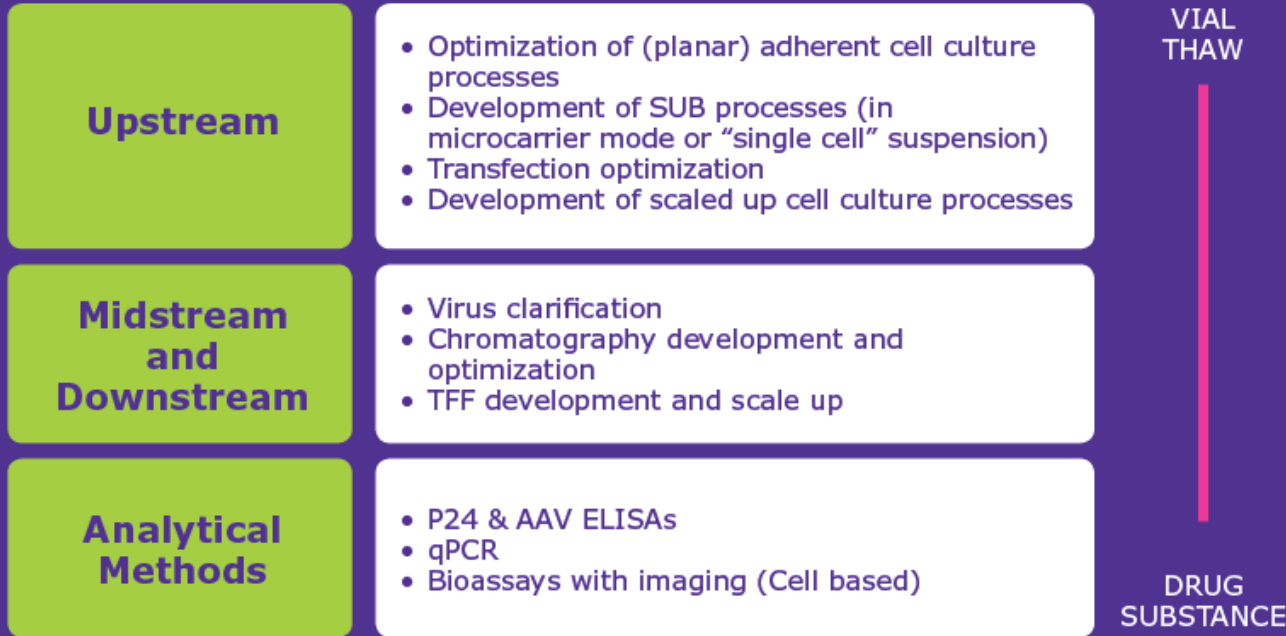 Upstream
• Optimization of (planar) adherent cell culture
processes
• Development of SUB processes (in
microcarrier mode or “single cell” suspension)
• Transfection optimization
• Development of scaled up cell culture processes
Midstream
and
Downstream
• Virus clarification
• Chromatography development and
optimization
• TFF development and scale up
Analytical
Methods
• P24 & AAV ELISAs
• qPCR
• Bioassays with imaging (Cell based)
VIAL
THAW
DRUG
SUBSTANCE